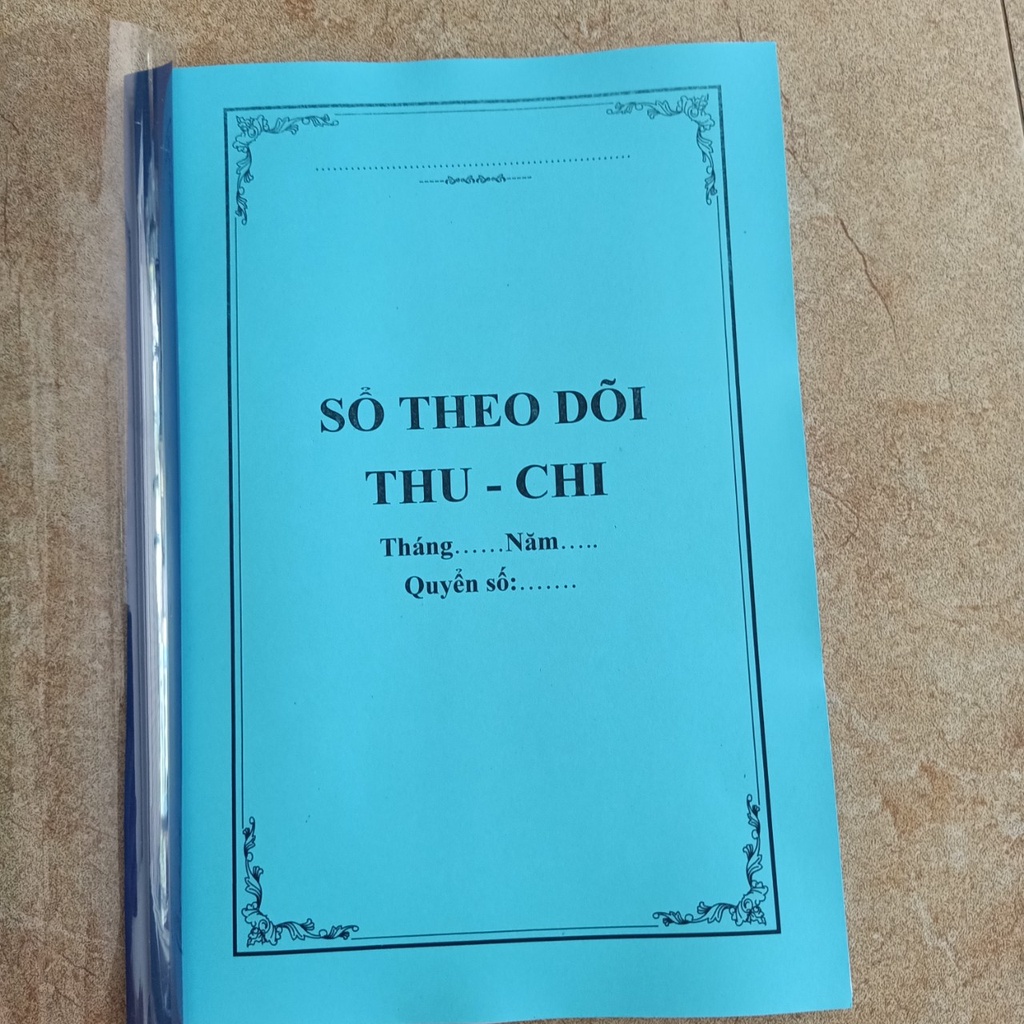 ........................................................
SỔ THEO DÕI
THU - CHI
Tháng......Năm.....
Quyển số:.......